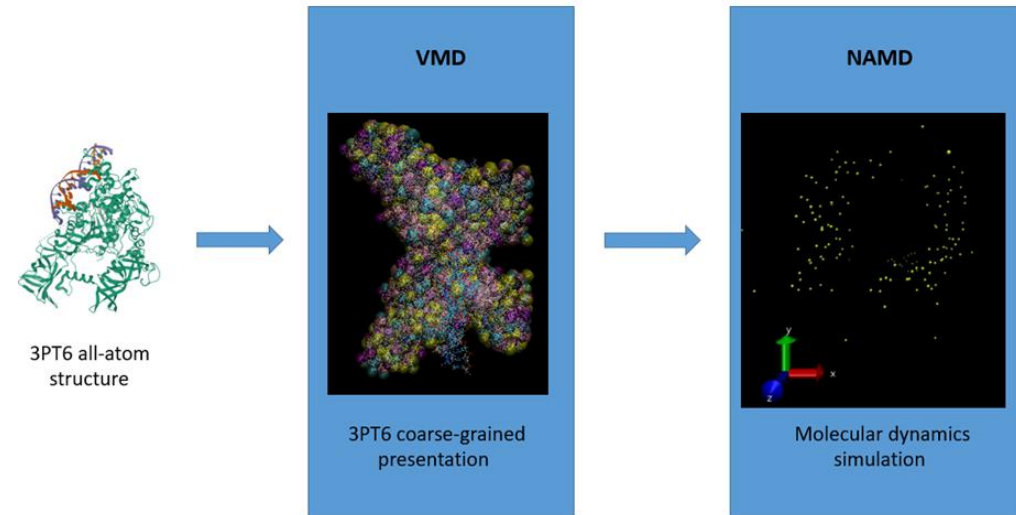 VMD
NAMD
3PT6 all-atom
structure
3PT6 coarse-grained
presentation
y
x
z
Molecular dynamics
simulation